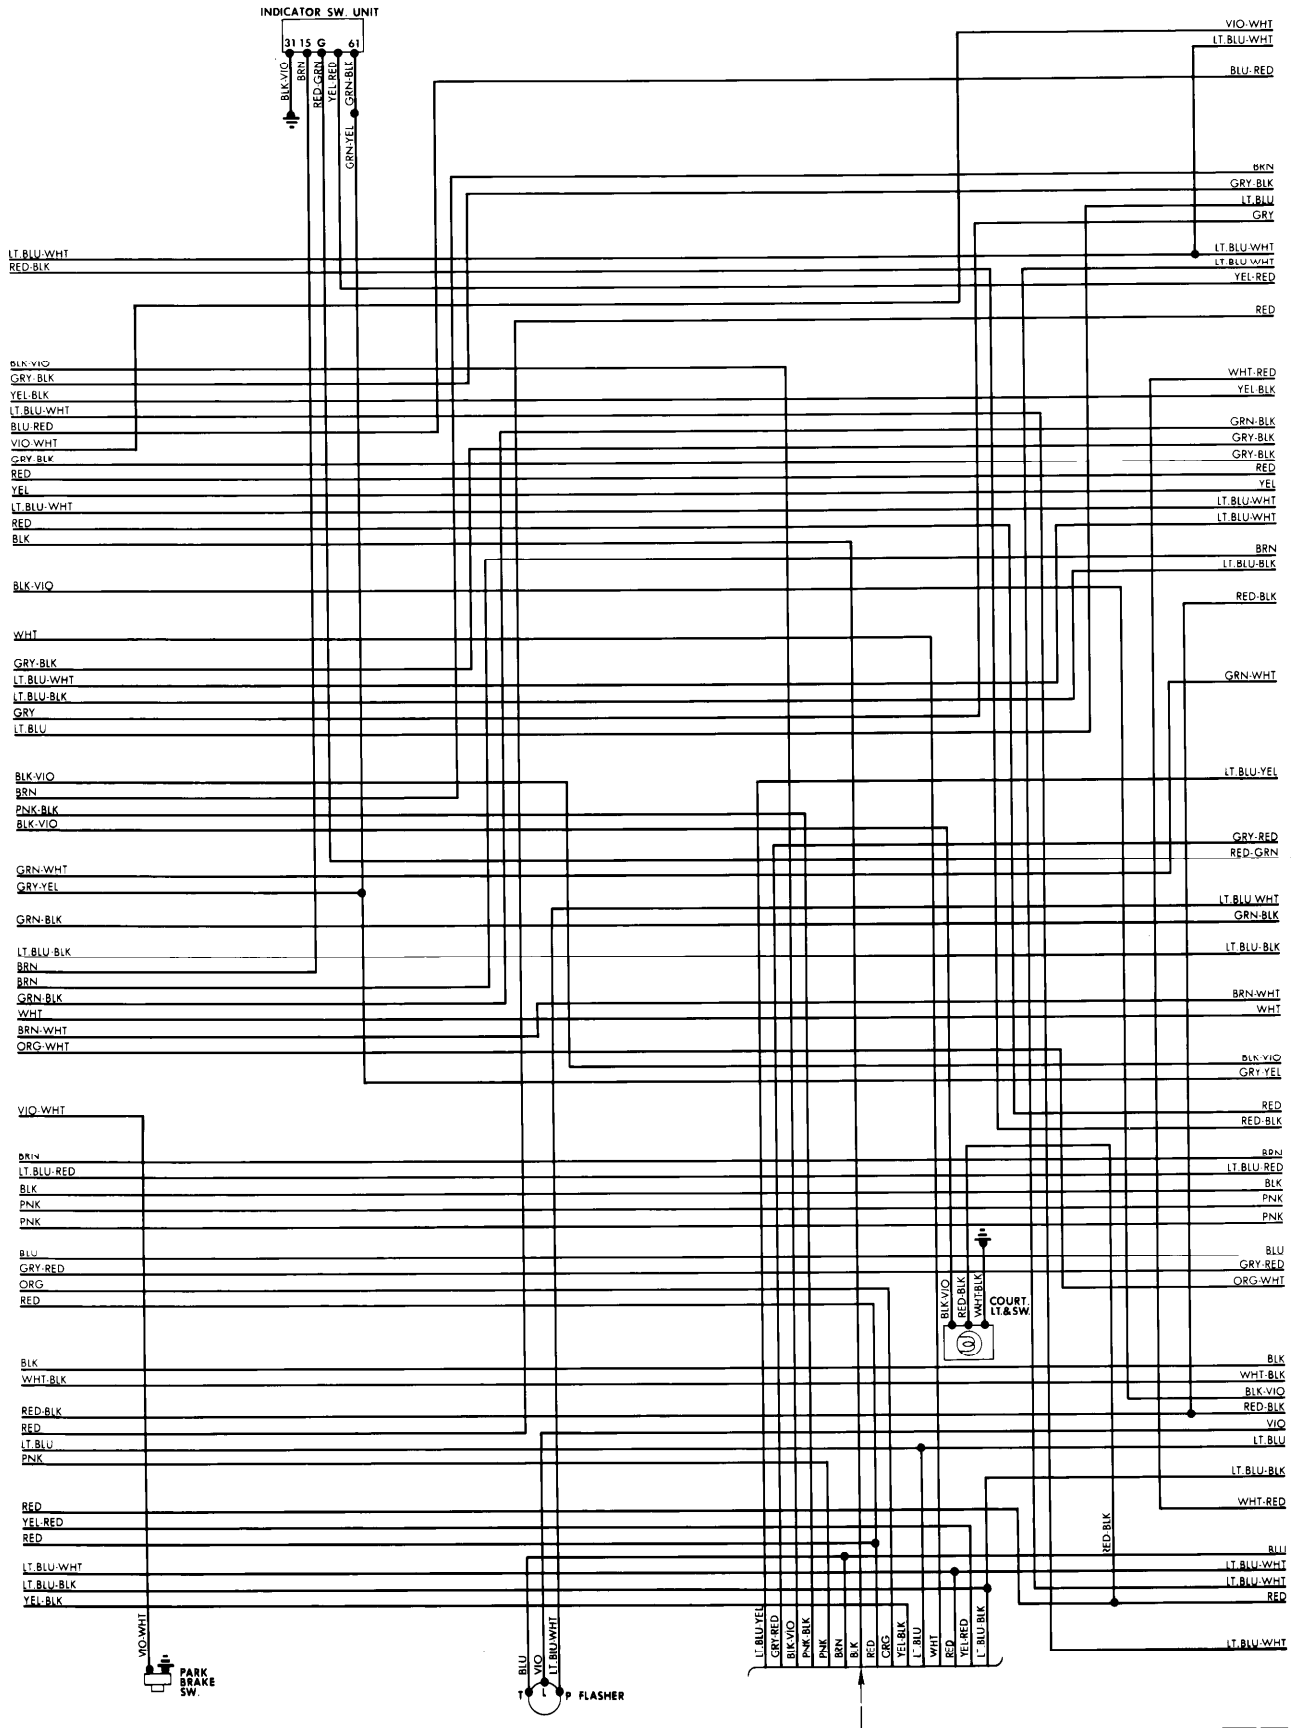 INDICATOR SW. UNIT
31 15 G 61
BLK-VIO
BRN
RED-GRN
YEL-RED
GRN-BLK
GRN-YEL
VIO-WHT
LT.BLU-WHT
BLU-RED
BRN
GRY-BLK
LT.BLU
GRY
LT.BLU-WHT
LT.BLU-WHT
RED-BLK
LT.BLU WHT
YEL-RED
RED
BLK-VIO
GRY-BLK
WHT-RED
YEL-BLK
YEL-BLK
LT.BLU-WHT
BLU-RED
GRN-BLK
VIO-WHT
GRY-BLK
GRY-BLK
GRY-BLK
RED
RED
YEL
YEL
LT.BLU-WHT
LT.BLU-WHT
RED
LT.BLU-WHT
BLK
BRN
LT.BLU-BLK
BLK-VIO
RED-BLK
WHT
GRY-BLK
LT.BLU-WHT
GRN-WHT
LT.BLU-BLK
GRY
LT.BLU
BLK-VIO
LT.BLU-YEL
BRN
PNK-BLK
BLK-VIO
GRY-RED
RED-GRN
GRN-WHT
GRY-YEL
LT.BLU WHT
GRN-BLK
GRN-BLK
LT.BLU-BLK
LT.BLU-BLK
BRN
BRN
GRN-BLK
BRN-WHT
WHT
WHT
BRN-WHT
ORG-WHT
BLK-VIO
GRY-YEL
VIO-WHT
RED
RED-BLK
BRN
BRN
LT.BLU-RED
LT.BLU-RED
BLK
BLK
PNK
PNK
PNK
PNK
BLU
BLU
GRY-RED
GRY-RED
ORG
ORG-WHT
RED
BLK-VIO
RED-BLK
WHT-BLK
COURT.
LT.&SW.
BLK
BLK
WHT-BLK
WHT-BLK
BLK-VIO
RED-BLK
RED-BLK
RED
VIO
LT.BLU
LT.BLU
PNK
LT.BLU-BLK
RED
WHT-RED
YEL-RED
RED
RED-BLK
BLU
LT.BLU-WHT
LT.BLU-WHT
LT.BLU-BLK
LT.BLU-WHT
YEL-BLK
RED
LT.BLU-WHT
VIO-WHT
PARK
BRAKE
SW.
BLU
VIO
LT.BLU-WHT
T L P FLASHER
LT.BLU-YEL
GRY-RED
BLK-VIO
PNK-BLK
PNK
BRN
BLK
RED
ORG
YEL-BLK
LT.BLU
WHT
RED
YEL-RED
LT.BLU-BLK